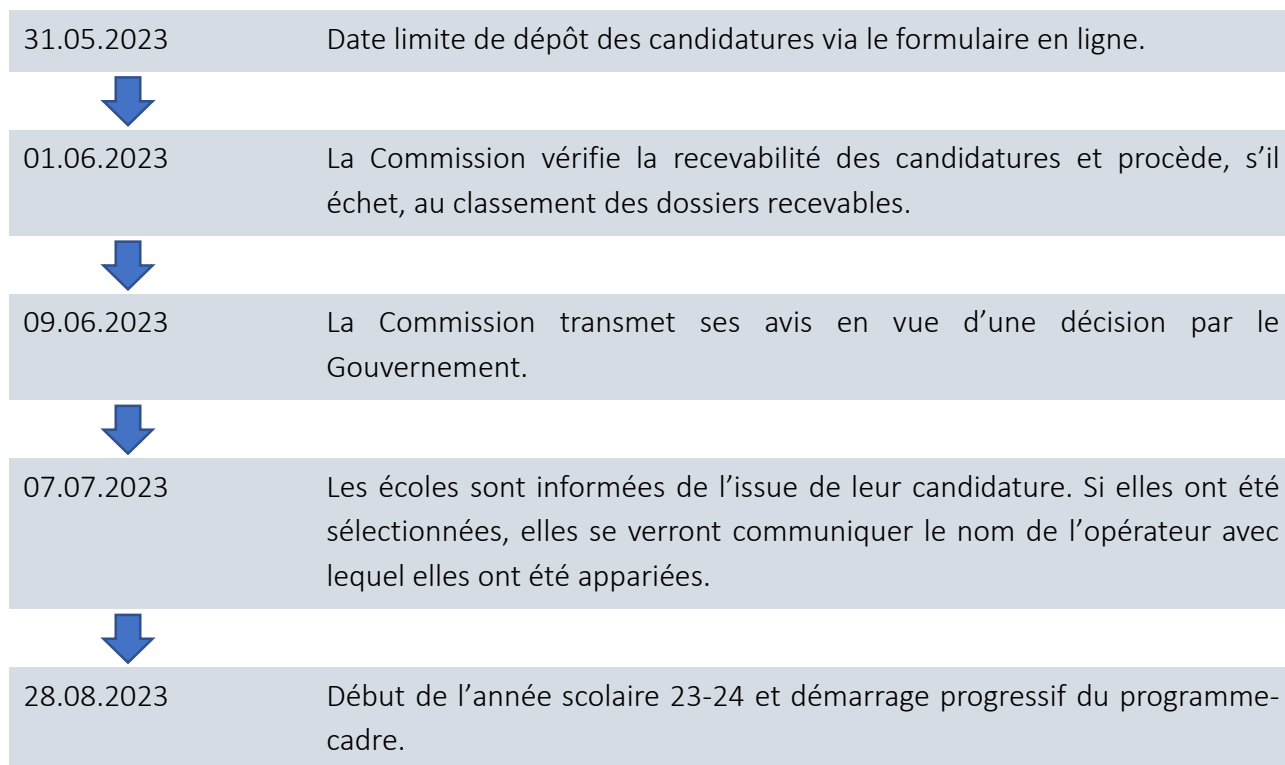 31.05.2023 Date limite de dépôt des candidatures via le formulaire en ligne.
01.06.2023 La Commission vérifie la recevabilité des candidatures et procède, s’il
échet, au classement des dossiers recevables.
09.06.2023 La Commission transmet ses avis en vue d’une décision par le
Gouvernement.
07.07.2023 Les écoles sont informées de l’issue de leur candidature. Si elles ont été
sélectionnées, elles se verront communiquer le nom de l’opérateur avec
lequel elles ont été appariées.
28.08.2023 Début de l’année scolaire 23-24 et démarrage progressif du programme-
cadre.